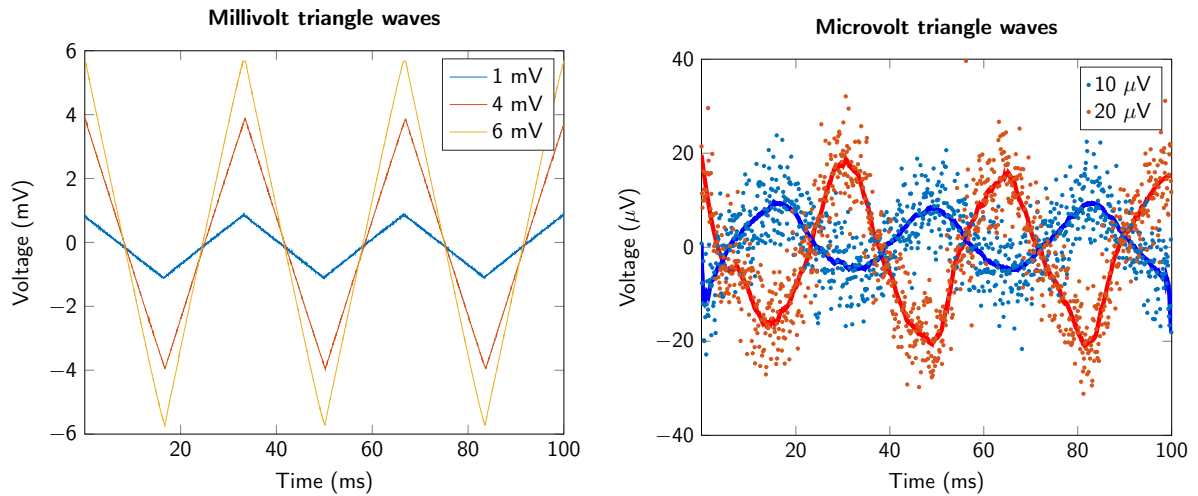 Millivolt triangle waves
6
4
2
0
−2
−4
−6
20
40
60
80
100
Voltage (mV)
Time (ms)
1 mV
4 mV
6 mV
Microvolt triangle waves
40
20
0
−20
−40
20
40
60
80
100
Voltage (μV)
Time (ms)
10 μV
20 μV